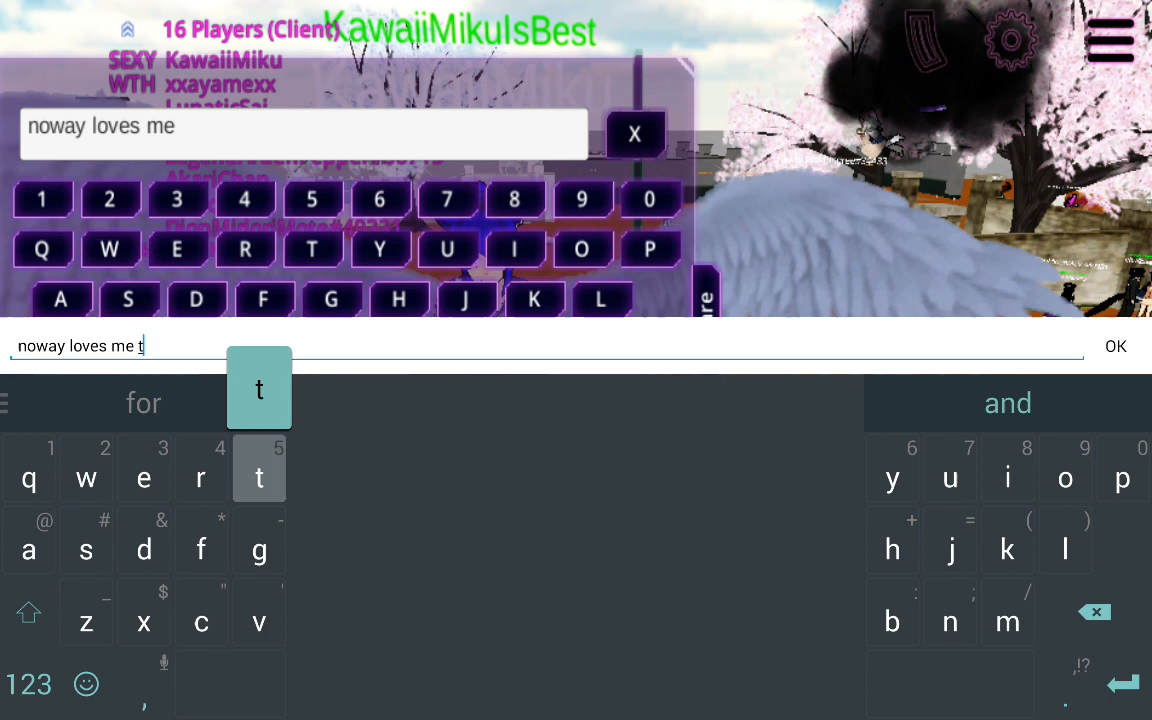 KawaiiMikuIsBest
16 Players (Client)
SEXY KawaiiMiku
WTH xxayamexx
LunaticSai
noway loves me
X
AkariChan
1 2 3 4 5 6 7 8 9 0
Q W E R T Y U I O P
A S D F G H J K L
noway loves me t
OK
for
t
and
1 2 3 4 5 6 7 8 9 0
q w e r t y u i o p
@ # & * - + = ( )
a s d f g h j k l
_ $ " ' : ; /
z x c v b n m
123 , ,!? .